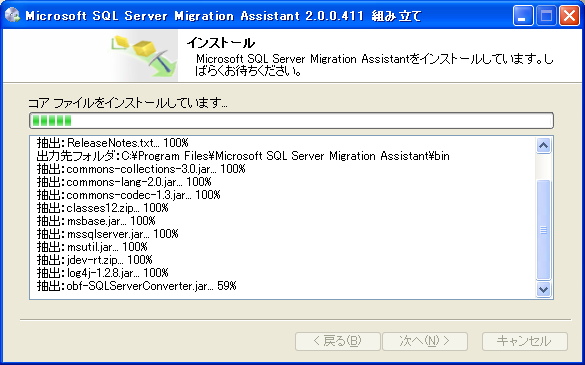 Microsoft SQL Server Migration Assistant 2.0.0.411 組み立て
インストール
Microsoft SQL Server Migration Assistantをインストールしています。し
ばらくお待ちください。
コア ファイルをインストールしています...
抽出: ReleaseNotes.txt... 100%
出力先フォルダ: C:¥Program Files¥Microsoft SQL Server Migration Assistant¥bin
抽出: commons-collections-3.0.jar... 100%
抽出: commons-lang-2.0.jar... 100%
抽出: commons-codec-1.3.jar... 100%
抽出: classes12.zip... 100%
抽出: msbase.jar... 100%
抽出: mssqlserver.jar... 100%
抽出: msutil.jar... 100%
抽出: jdev-rt.zip... 100%
抽出: log4j-1.2.8.jar... 100%
抽出: obf-SQLServerConverter.jar... 59%
< 戻る(B)
次へ(N) >
キャンセル